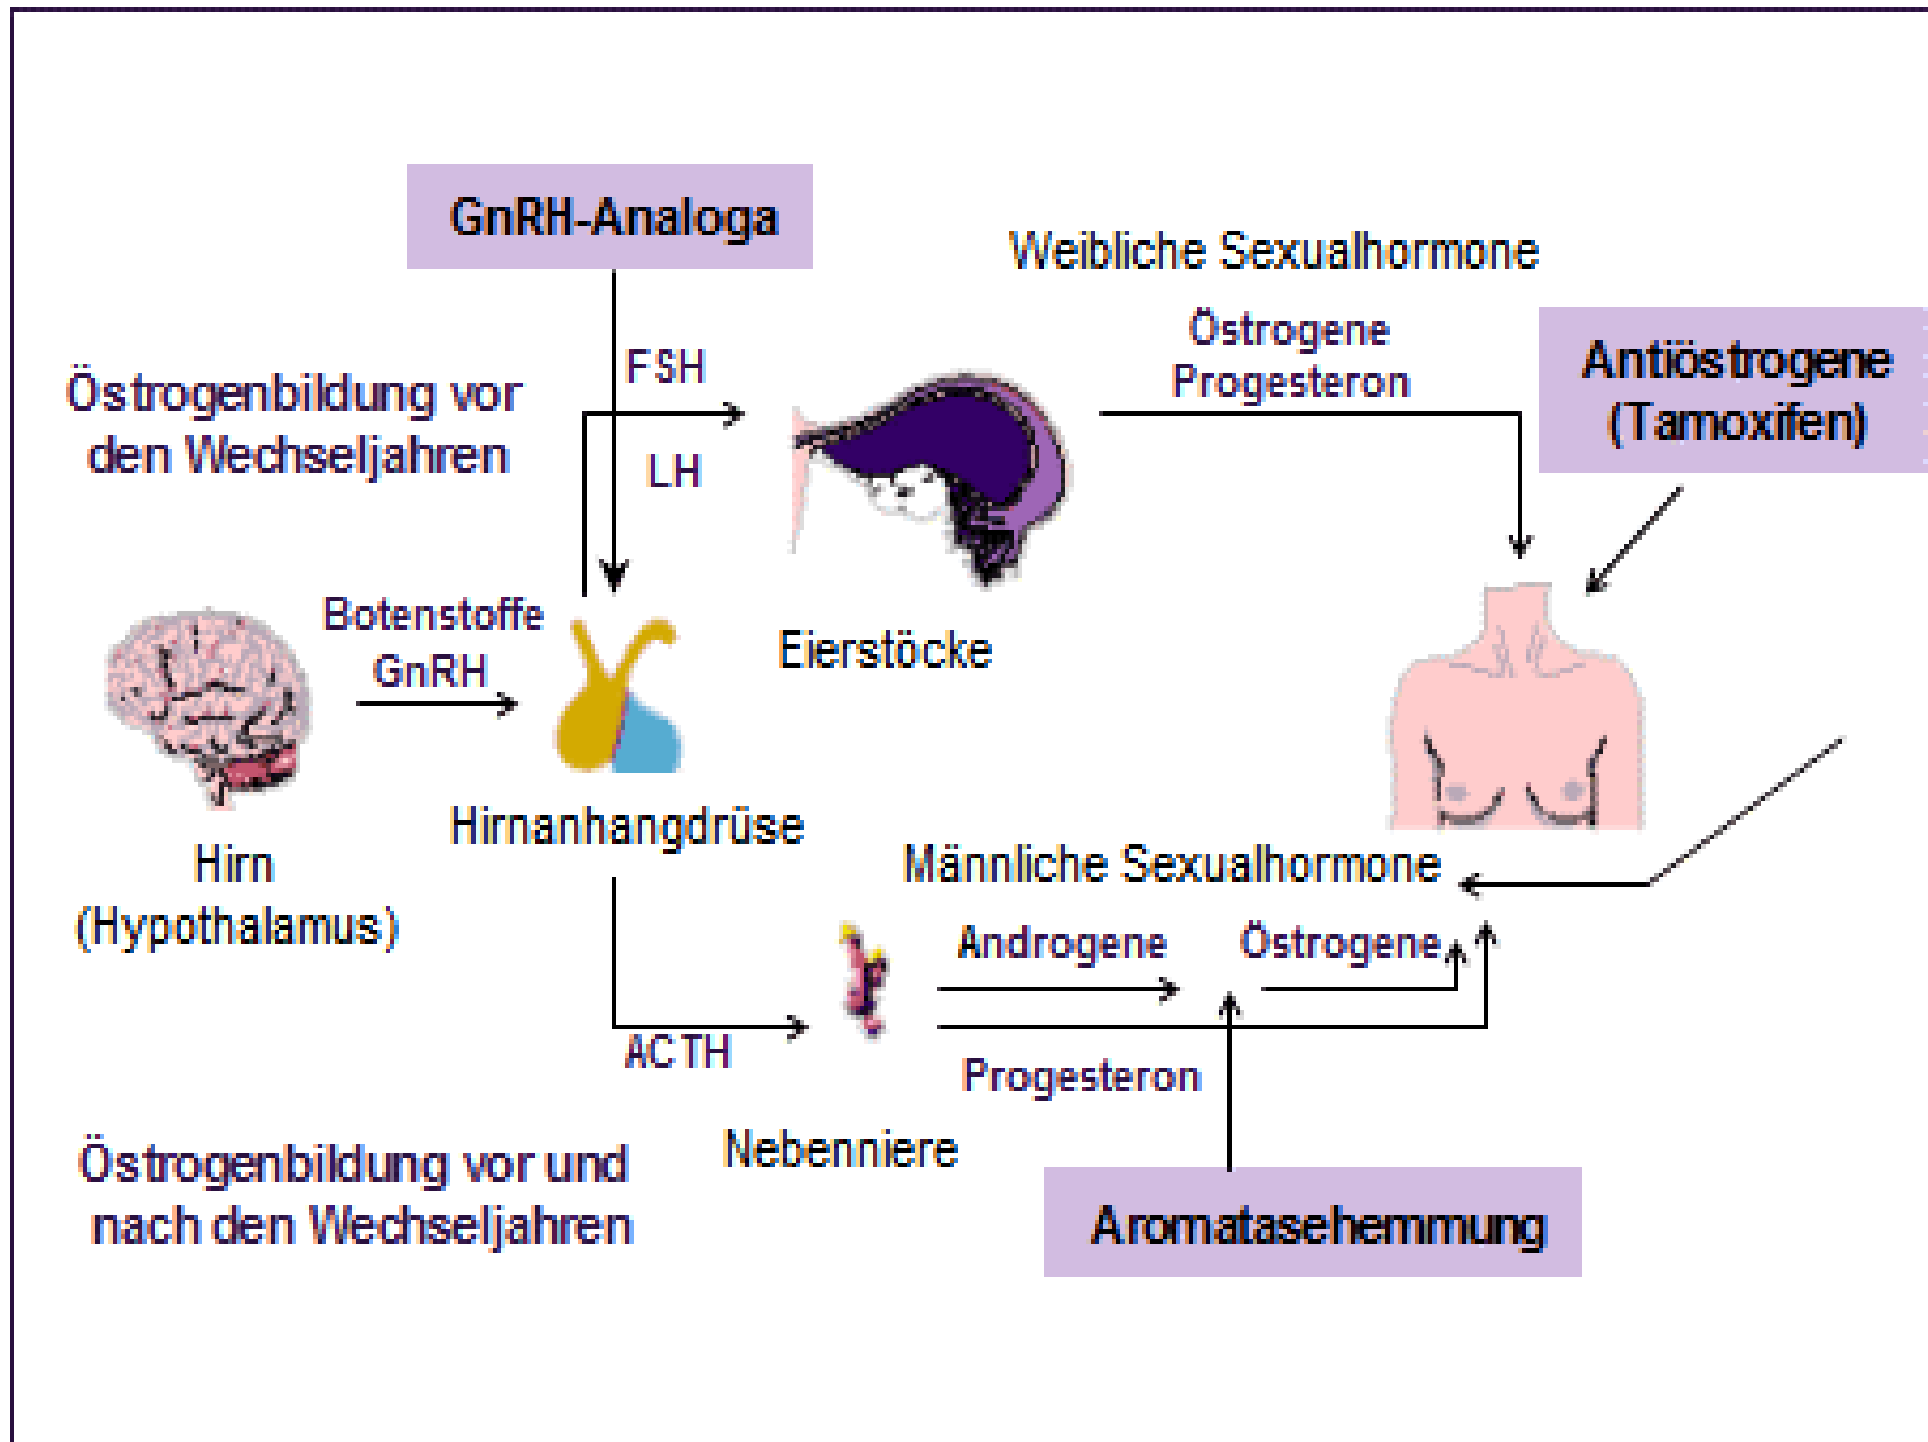 GnRH-Analoga
Weibliche Sexualhormone
Östrogene
Progesteron
Antiöstrogene
(Tamoxifen)
FSH
LH
Östrogenbildung vor
den Wechseljahren
Botenstoffe
GnRH
Eierstöcke
Hirnanhangdrüse
Hirn
(Hypothalamus)
Männliche Sexualhormone
Androgene
Östrogene
ACTH
Progesteron
Nebenniere
Östrogenbildung vor und
nach den Wechseljahren
Aromatasehemmung